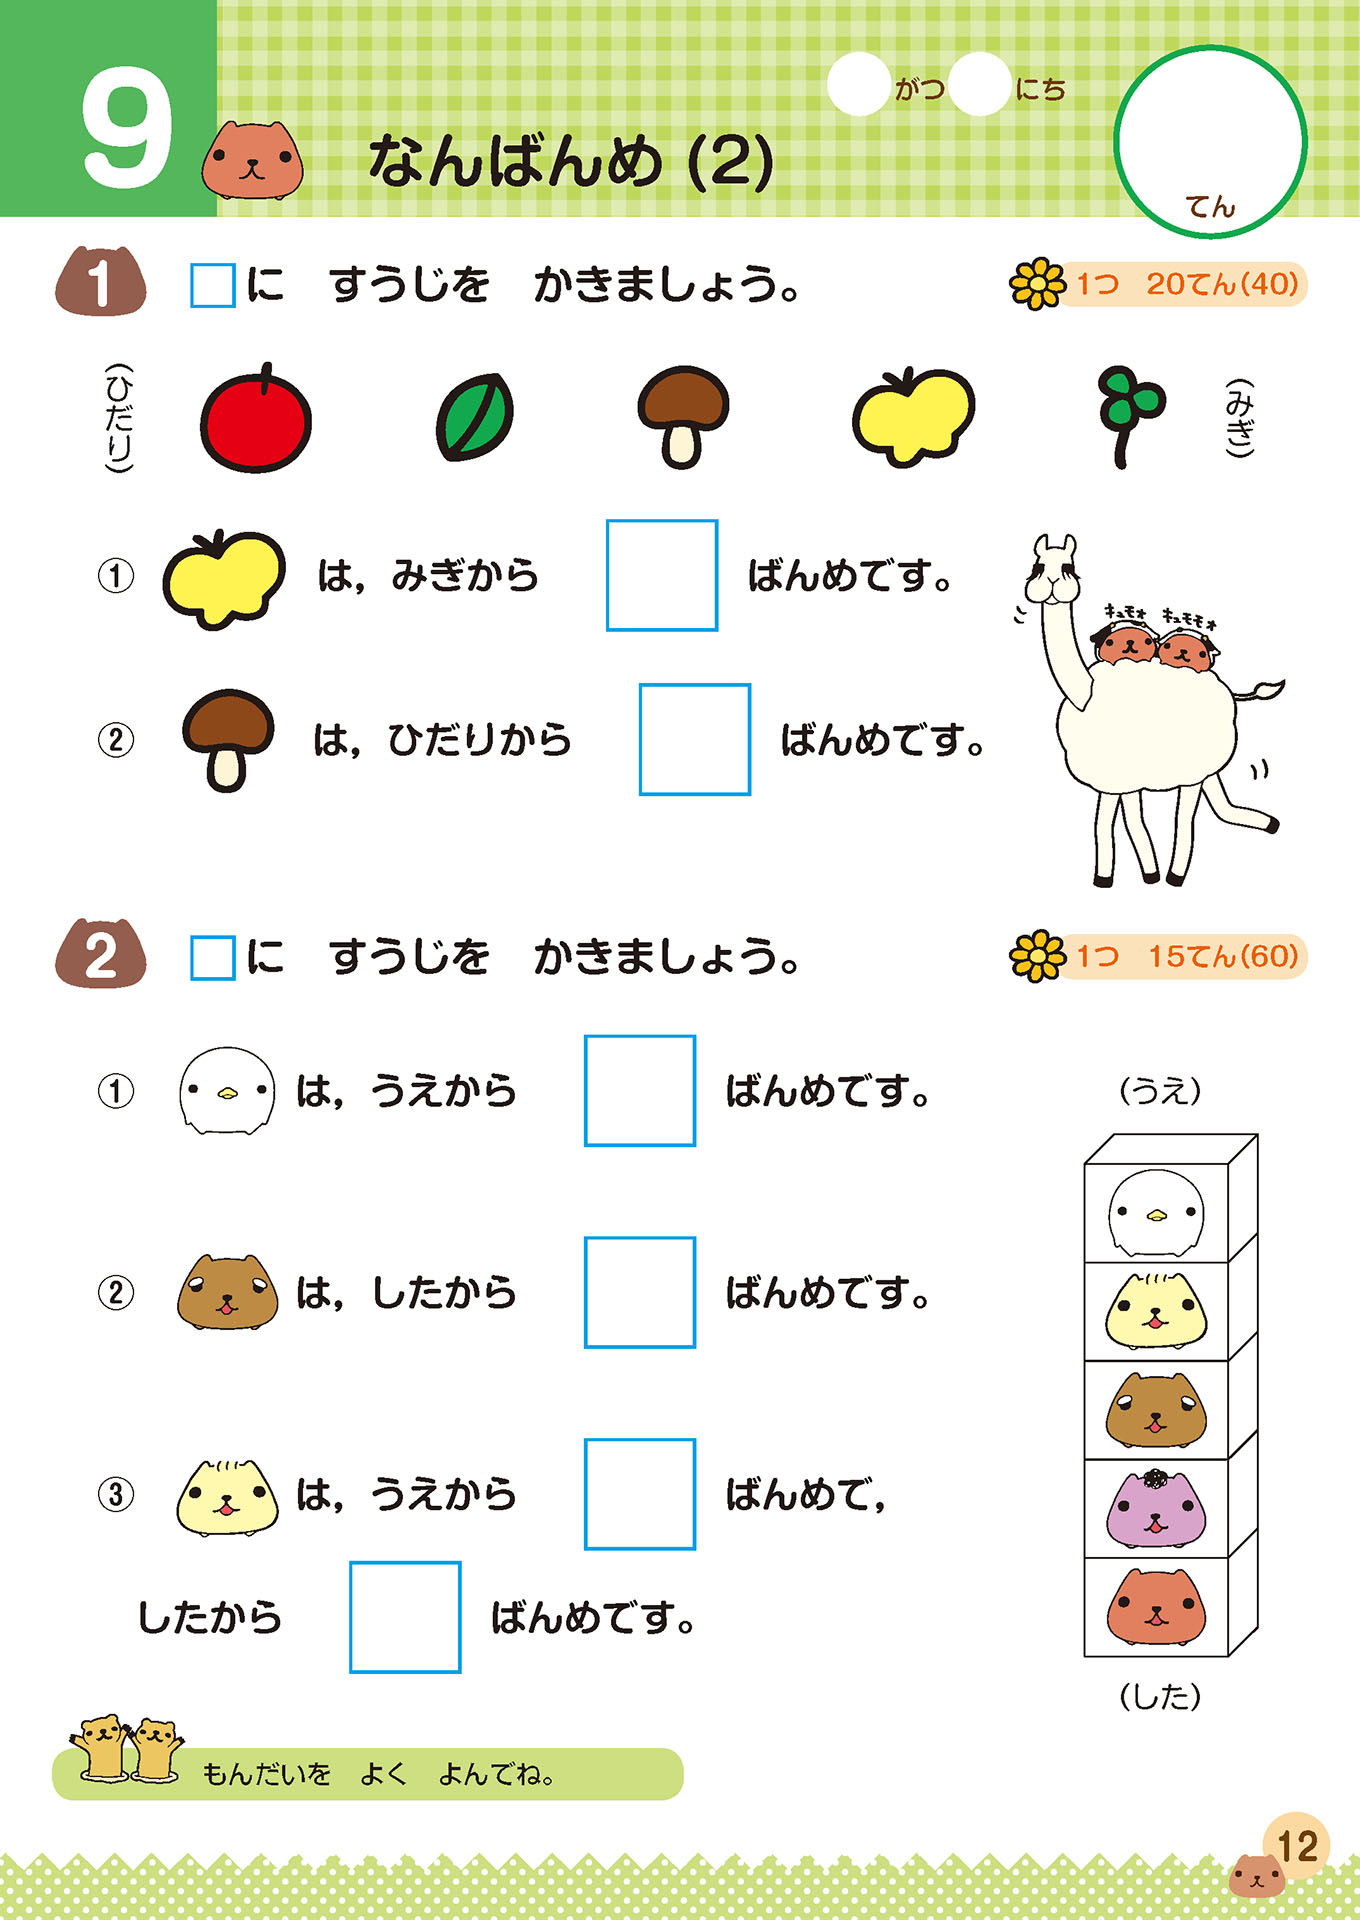 9
なんばんめ (2)
がつ にち
てん
1 □に すうじを かきましょう。
1つ 20てん(40)
(ひだり)
(みぎ)
① は, みぎから ばんめです。
キュモオ キュモモォ
② は, ひだりから ばんめです。
2 □に すうじを かきましょう。
1つ 15てん(60)
① は, うえから ばんめです。
(うえ)
② は, したから ばんめです。
③ は, うえから ばんめで,
したから ばんめです。
(した)
もんだいを よく よんでね。
12